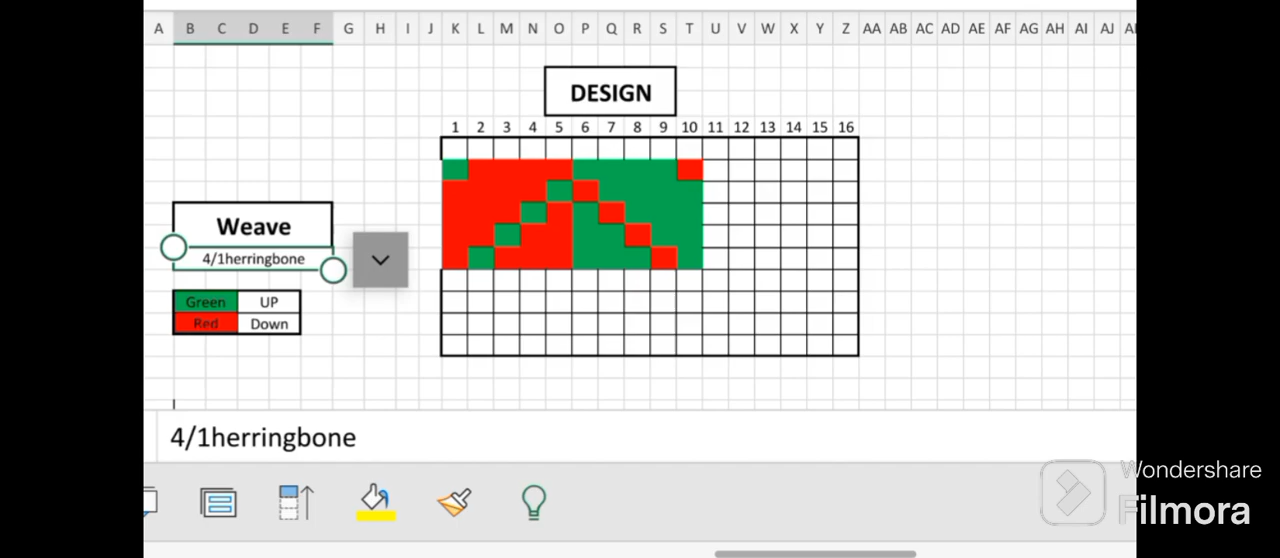 A B C D E F G H I J K L M N O P Q R S T U V W X Y Z AA AB AC AD AE AF AG AH AI AJ
DESIGN
1 2 3 4 5 6 7 8 9 10 11 12 13 14 15 16
Weave
4/1herringbone
Green UP
Red Down
4/1herringbone
Wondershare
Filmora